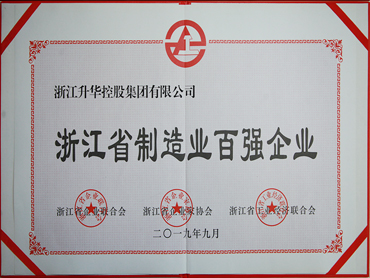 浙江升华控股集团有限公司
浙江省制造业百强企业
浙江省企业联合会 浙江省企业家协会 浙江省工业经济联合会
二〇一九年九月